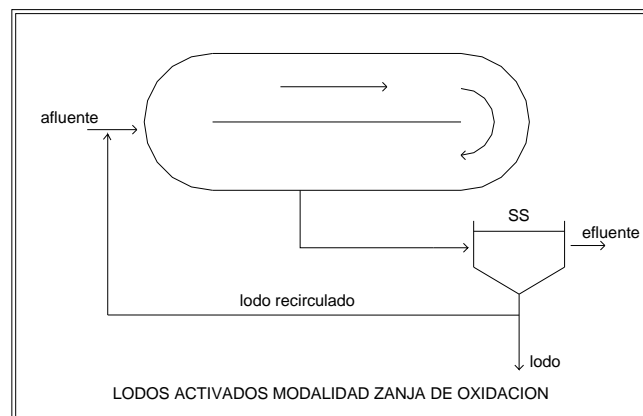 afluente
SS
efluente
lodo recirculado
lodo
LODOS ACTIVADOS MODALIDAD ZANJA DE OXIDACION